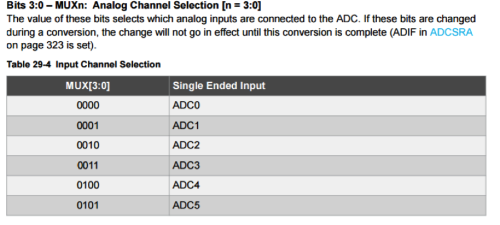 Bits 3:0 – MUXn: Analog Channel Selection [n = 3:0]
The value of these bits selects which analog inputs are connected to the ADC. If these bits are changed
during a conversion, the change will not go in effect until this conversion is complete (ADIF in ADCSRA
on page 323 is set).
Table 29-4 Input Channel Selection
MUX[3:0] Single Ended Input
0000 ADC0
0001 ADC1
0010 ADC2
0011 ADC3
0100 ADC4
0101 ADC5